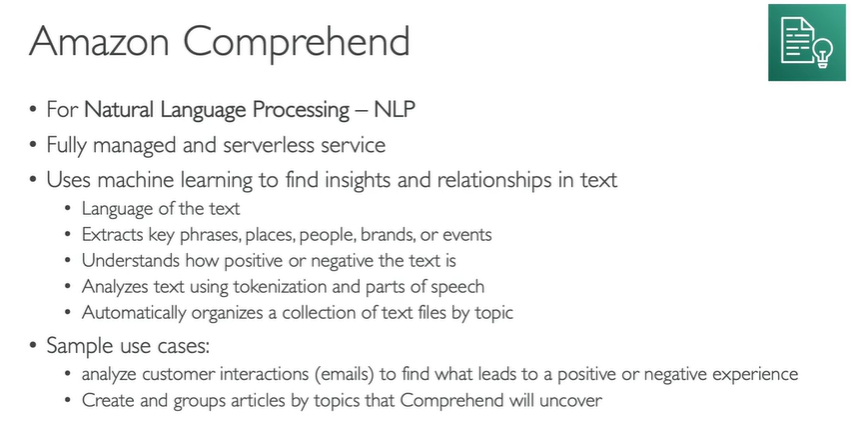 Amazon Comprehend
• For Natural Language Processing – NLP
• Fully managed and serverless service
• Uses machine learning to find insights and relationships in text
• Language of the text
• Extracts key phrases, places, people, brands, or events
• Understands how positive or negative the text is
• Analyzes text using tokenization and parts of speech
• Automatically organizes a collection of text files by topic
• Sample use cases:
• analyze customer interactions (emails) to find what leads to a positive or negative experience
• Create and groups articles by topics that Comprehend will uncover